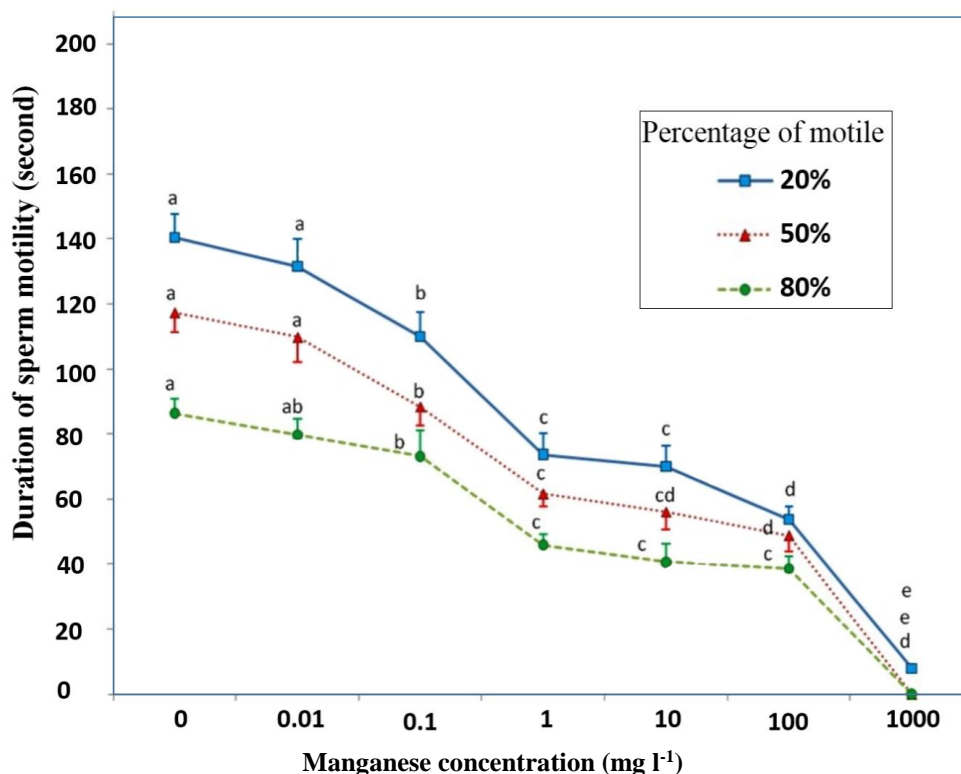 200
180
160
140
120
100
80
60
40
20
0
Duration of sperm motility (second)
Percentage of motile
20%
50%
80%
a
a
b
c
c
d
e
a
a
b
c
cd
d
e
a
ab
b
c
c
c
d
0 0.01 0.1 1 10 100 1000
Manganese concentration (mg l⁻¹)